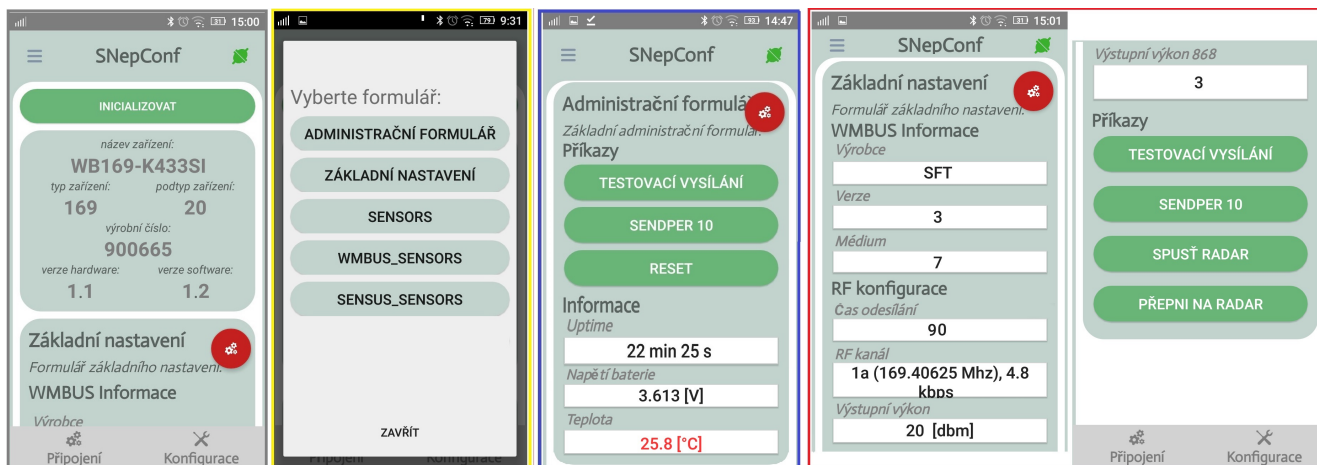 15:00
SNepConf
INICIALIZOVAT
název zařízení:
WB169-K433SI
typ zařízení: podtyp zařízení:
169 20
výrobní číslo:
900665
verze hardware: verze software:
1.1 1.2
Základní nastavení
Formulář základního nastavení.
WMBUS Informace
Výrobce
Připojení Konfigurace
79 9:31
Vyberte formulář:
ADMINISTRAČNÍ FORMULÁŘ
ZÁKLADNÍ NASTAVENÍ
SENSORS
WMBUS_SENSORS
SENSUS_SENSORS
ZAVŘÍT
Připojení Konfigurace
93 14:47
SNepConf
Administrační formulář
Základní administrační formulář.
Příkazy
TESTOVACÍ VYSÍLÁNÍ
SENDPER 10
RESET
Informace
Uptime
22 min 25 s
Napětí baterie
3.613 [V]
Teplota
25.8 [°C]
31 15:01
SNepConf
Základní nastavení
Formulář základního nastavení.
WMBUS Informace
Výrobce
SFT
Verze
3
Médium
7
RF konfigurace
Čas odesílání
90
RF kanál
1a (169.40625 Mhz), 4.8
kbps
Výstupní výkon
20 [dbm]
Výstupní výkon 868
3
Příkazy
TESTOVACÍ VYSÍLÁNÍ
SENDPER 10
SPUSŤ RADAR
PŘEPNI NA RADAR
Připojení Konfigurace